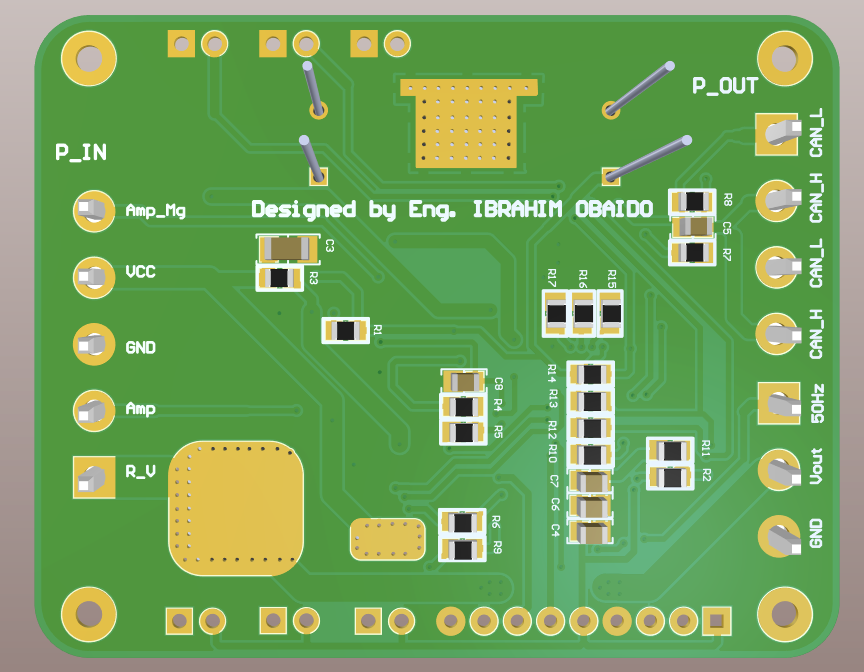 P_OUT
CAN_L
P_IN
CAN_H
R8
Amp_Mg
Designed by Eng. IBRAHIM OBAIDO
C5
R7
C3
CAN_L
VCC
R3
R17
R16
R15
R1
CAN_H
GND
C8
R14
R4
R13
Amp
50Hz
R5
R12
R10
R11
R_V
C7
R2
Vout
C6
R6
C4
R9
GND